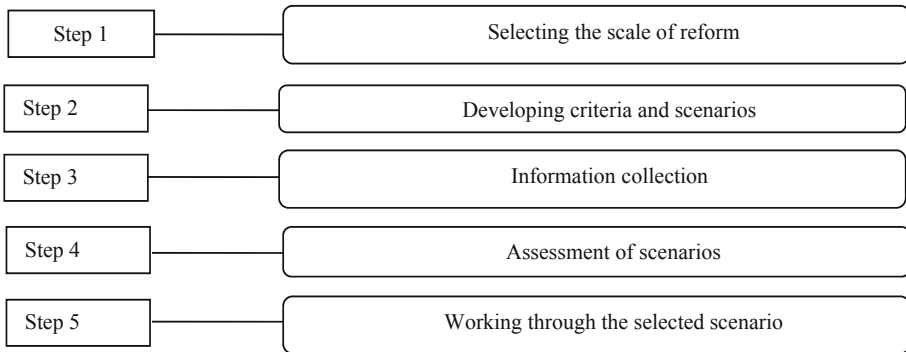 Step 1
Selecting the scale of reform
Step 2
Developing criteria and scenarios
Step 3
Information collection
Step 4
Assessment of scenarios
Step 5
Working through the selected scenario